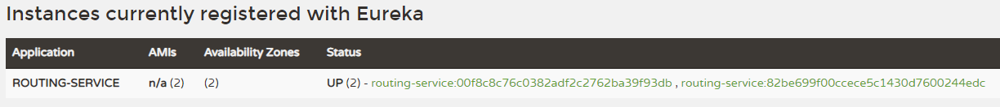 Instances currently registered with Eureka
Application AMIs Availability Zones Status
ROUTING-SERVICE n/a (2) (2) UP (2) - routing-service:00f8c8c76c0382adf2c2762ba39f93db , routing-service:82be699f00ccece5c1430d7600244edc